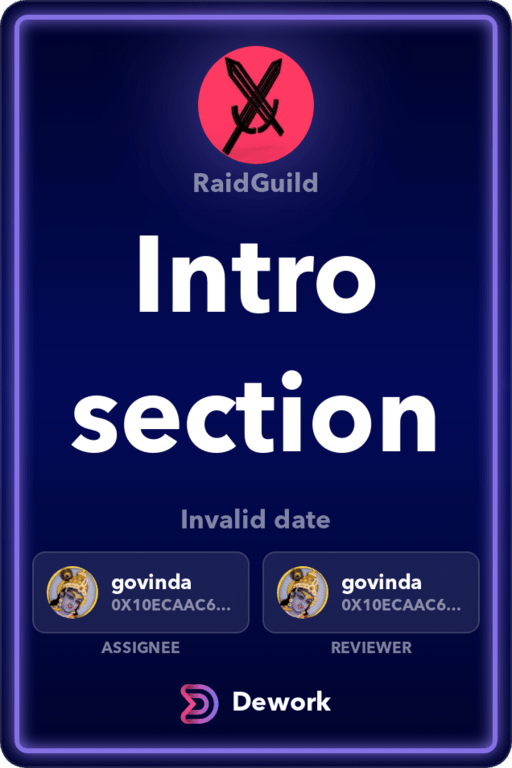 RaidGuild
Intro
section
Invalid date
govinda
0X10ECAAC6...
ASSIGNEE
govinda
0X10ECAAC6...
REVIEWER
Dework